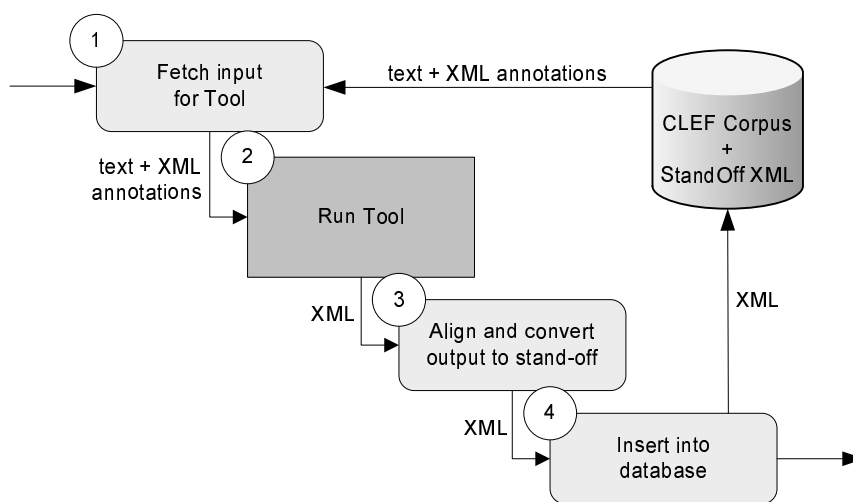 1
Fetch input
for Tool
text + XML annotations
CLEF Corpus
+
StandOff XML
text + XML
annotations
2
Run Tool
XML
3
Align and convert
output to stand-off
XML
XML
4
Insert into
database